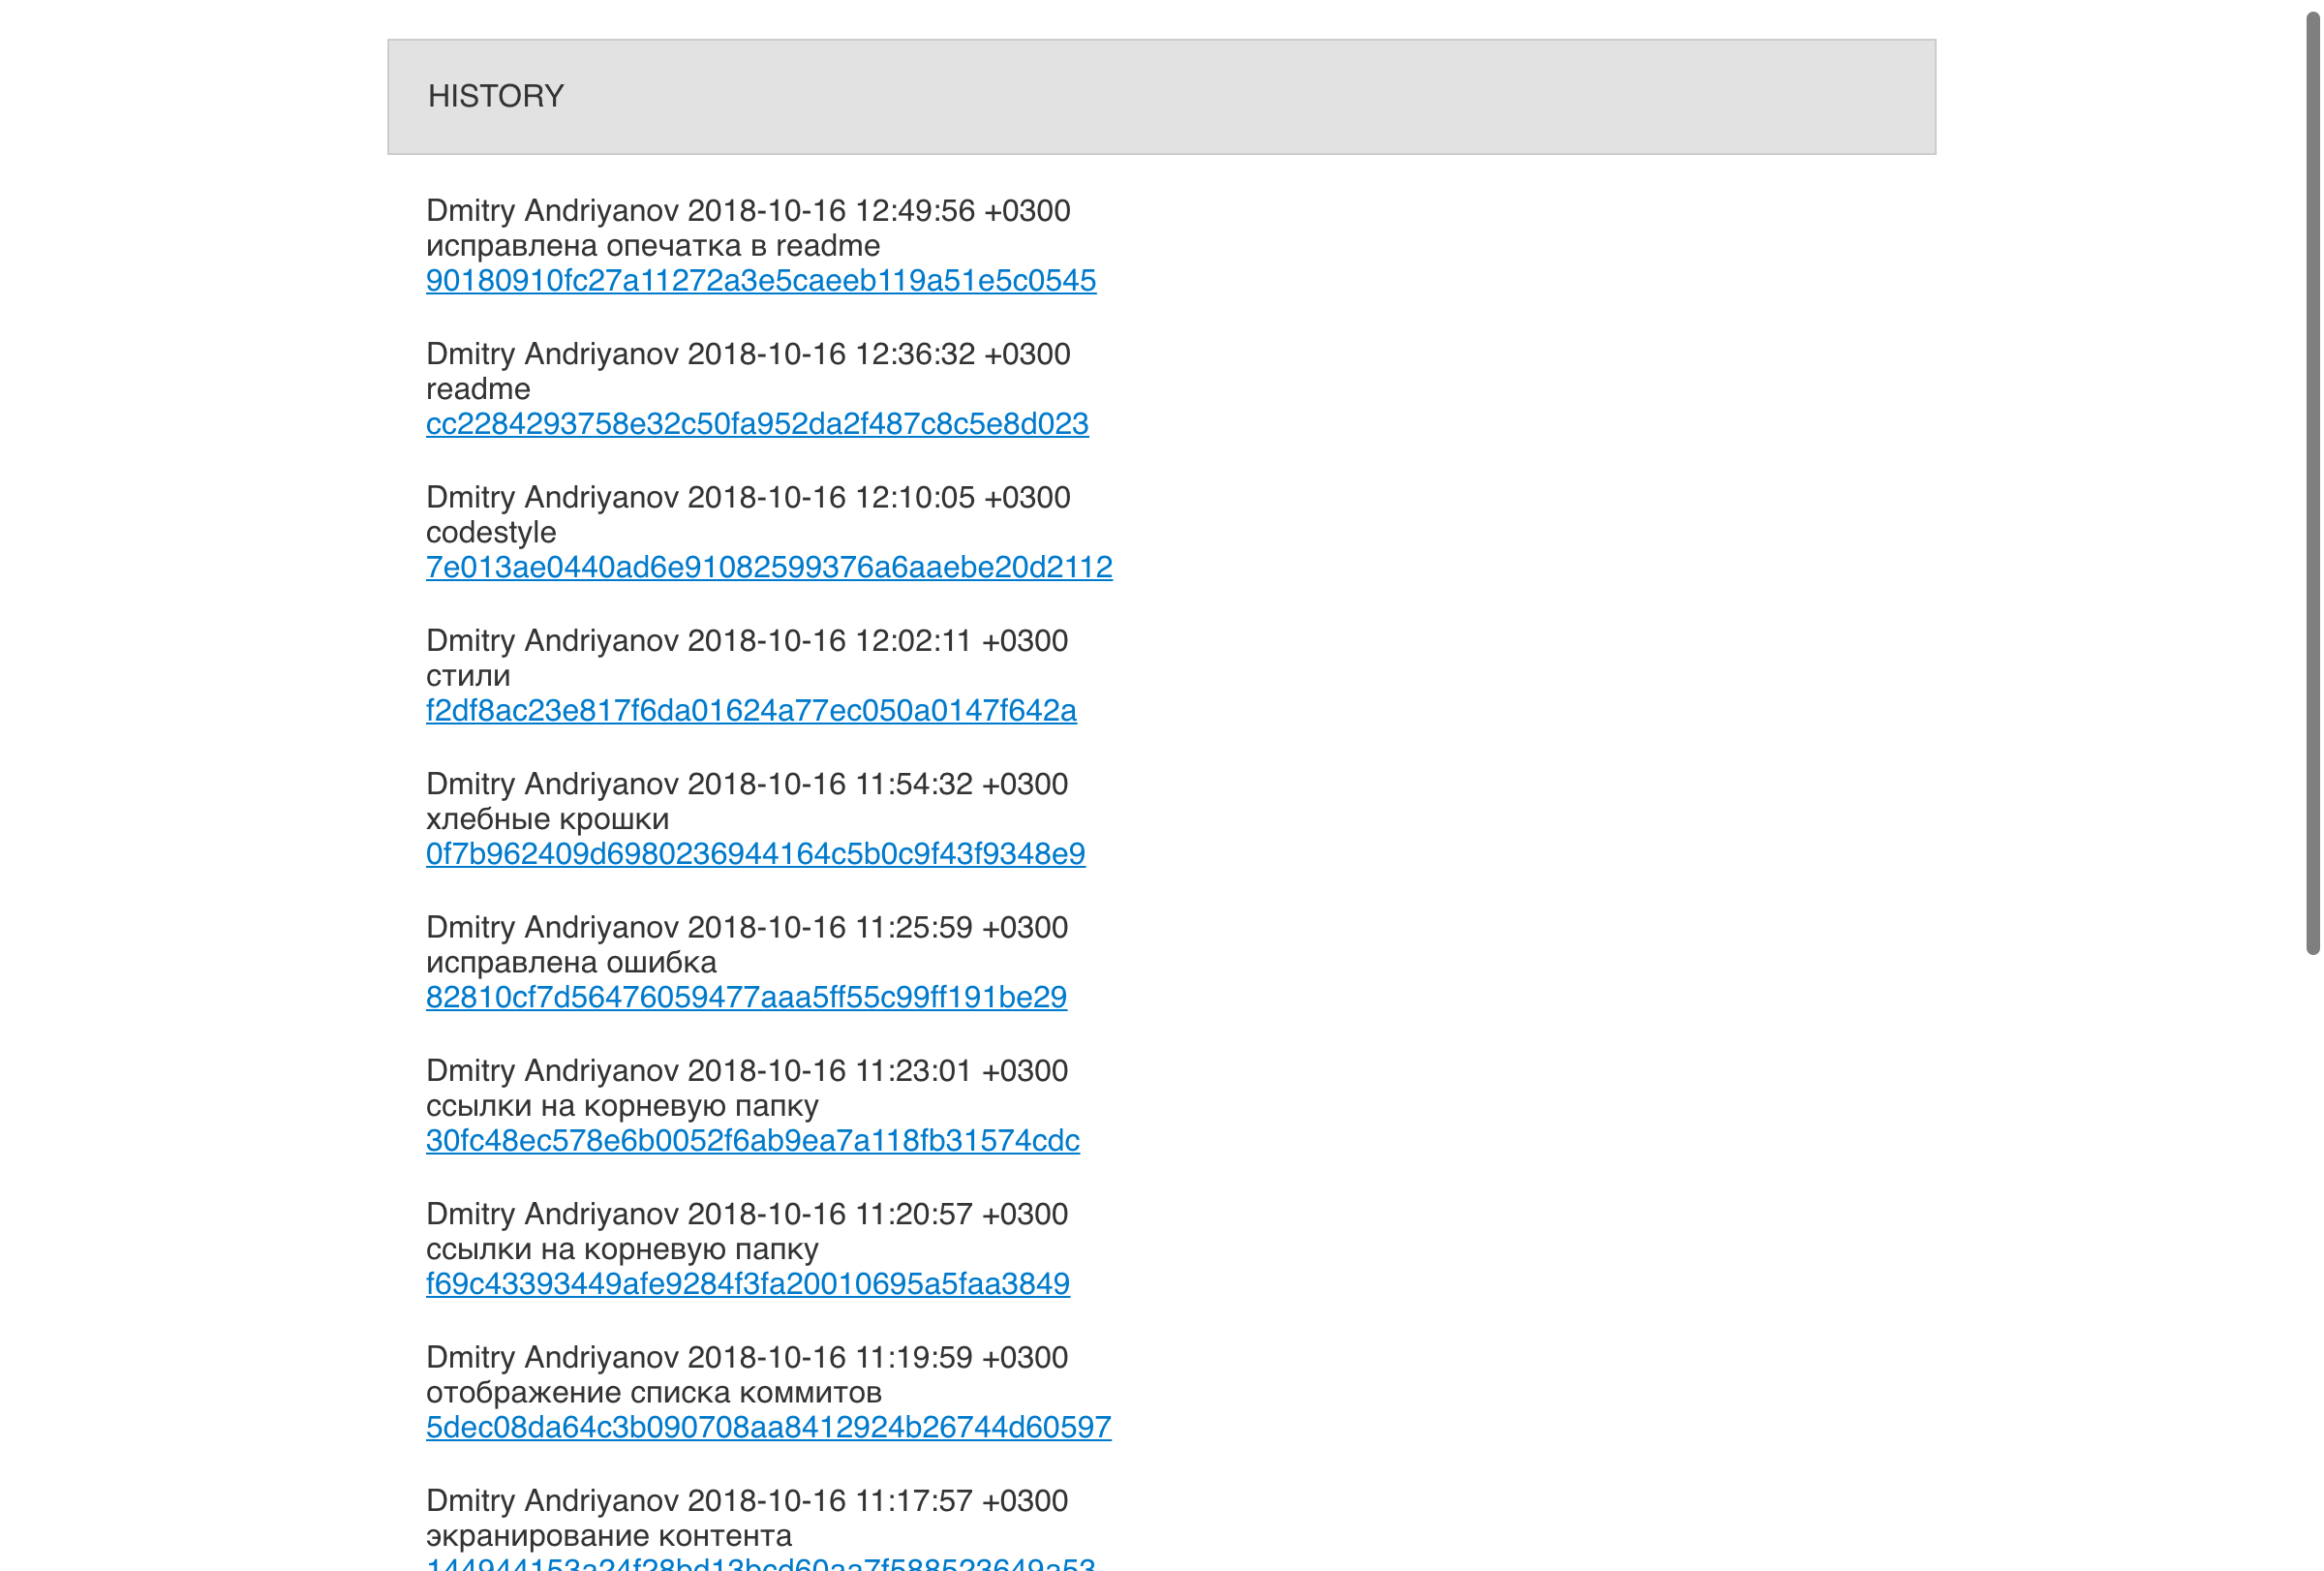 HISTORY
Dmitry Andriyanov 2018-10-16 12:49:56 +0300
исправлена опечатка в readme
90180910fc27a11272a3e5caeeb119a51e5c0545
Dmitry Andriyanov 2018-10-16 12:36:32 +0300
readme
cc2284293758e32c50fa952da2f487c8c5e8d023
Dmitry Andriyanov 2018-10-16 12:10:05 +0300
codestyle
7e013ae0440ad6e91082599376a6aaebe20d2112
Dmitry Andriyanov 2018-10-16 12:02:11 +0300
стили
f2df8ac23e817f6da01624a77ec050a0147f642a
Dmitry Andriyanov 2018-10-16 11:54:32 +0300
хлебные крошки
0f7b962409d6980236944164c5b0c9f43f9348e9
Dmitry Andriyanov 2018-10-16 11:25:59 +0300
исправлена ошибка
82810cf7d56476059477aaa5ff55c99ff191be29
Dmitry Andriyanov 2018-10-16 11:23:01 +0300
ссылки на корневую папку
30fc48ec578e6b0052f6ab9ea7a118fb31574cdc
Dmitry Andriyanov 2018-10-16 11:20:57 +0300
ссылки на корневую папку
f69c43393449afe9284f3fa20010695a5faa3849
Dmitry Andriyanov 2018-10-16 11:19:59 +0300
отображение списка коммитов
5dec08da64c3b090708aa8412924b26744d60597
Dmitry Andriyanov 2018-10-16 11:17:57 +0300
экранирование контента